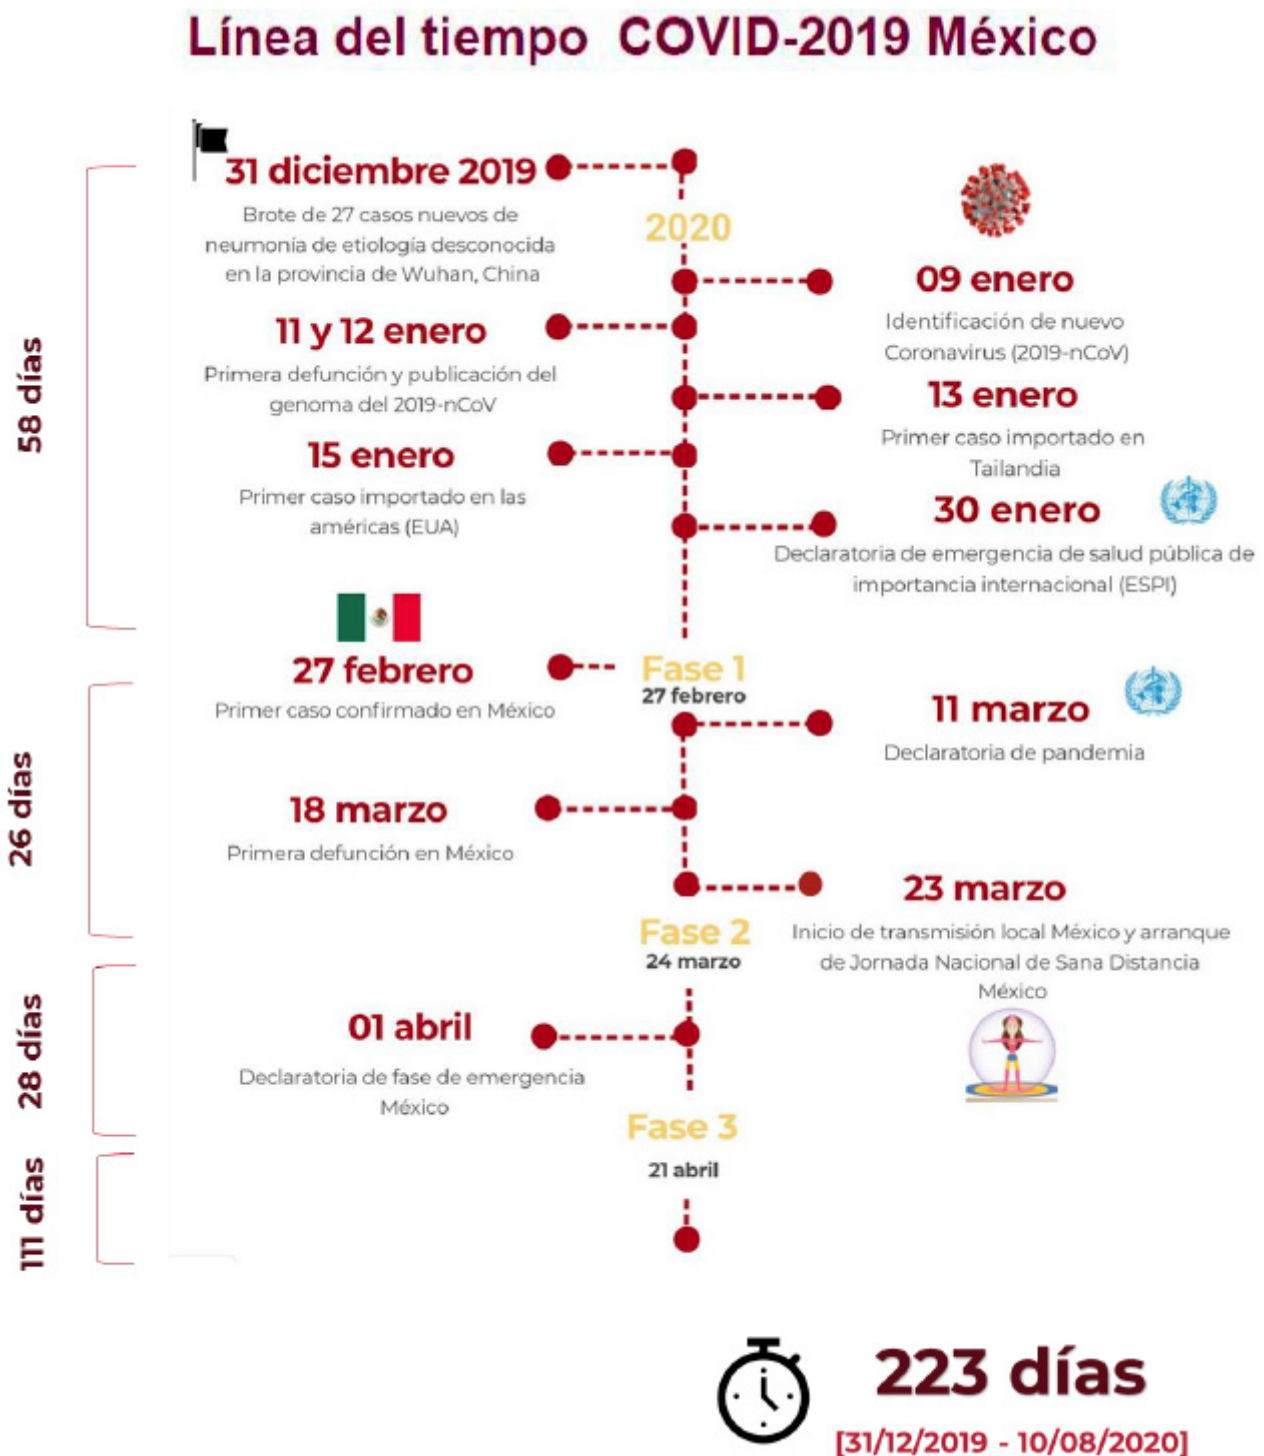 Línea del tiempo COVID-2019 México
58 días
31 diciembre 2019
Brote de 27 casos nuevos de
neumonía de etiología desconocida
en la provincia de Wuhan, China
2020
09 enero
Identificación de nuevo
Coronavirus (2019-nCoV)
11 y 12 enero
Primera defunción y publicación del
genoma del 2019-nCoV
13 enero
Primer caso importado en
Tailandia
15 enero
Primer caso importado en las
américas (EUA)
30 enero
Declaratoria de emergencia de salud pública de
importancia internacional (ESPI)
26 días
27 febrero
Primer caso confirmado en México
Fase 1
27 febrero
11 marzo
Declaratoria de pandemia
18 marzo
Primera defunción en México
23 marzo
Inicio de transmisión local México y arranque
de Jornada Nacional de Sana Distancia
México
Fase 2
24 marzo
28 días
01 abril
Declaratoria de fase de emergencia
México
Fase 3
21 abril
111 días
223 días
[31/12/2019 - 10/08/2020]